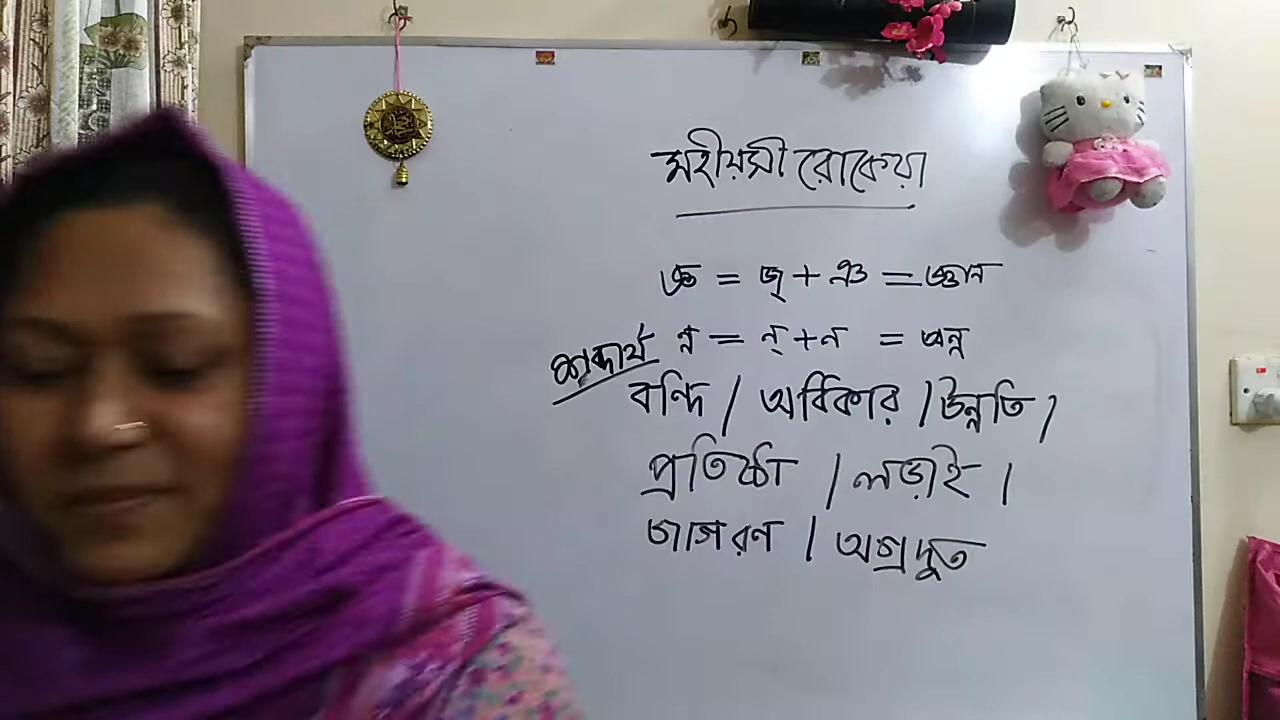 মহীয়সী রোকেয়া
জ্ঞ = জ্ + ঞ = জ্ঞান
ন্ন = ন্ + ন = অন্ন
শব্দার্থ
বন্দি / অধিকার / উন্নতি /
প্রতিষ্ঠা / লড়াই /
জাগরণ / অগ্রদূত